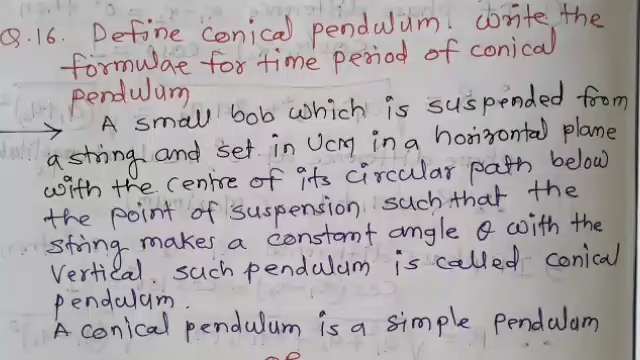 Q.16. Define conical pendulum. write the
formulae for time period of conical
pendulum
→ A small bob which is suspended from
a string and set in UCM in a horizontal plane
with the centre of its circular path below
the point of suspension such that the
string makes a constant angle θ with the
vertical. such pendulum is called conical
pendulum.
A conical pendulum is a simple pendulam